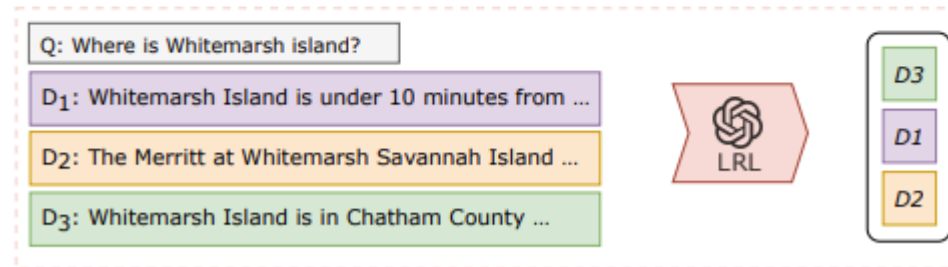 Q: Where is Whitemarsh island?
D1: Whitemarsh Island is under 10 minutes from ...
D2: The Merritt at Whitemarsh Savannah Island ...
D3: Whitemarsh Island is in Chatham County ...
LRL
D3
D1
D2